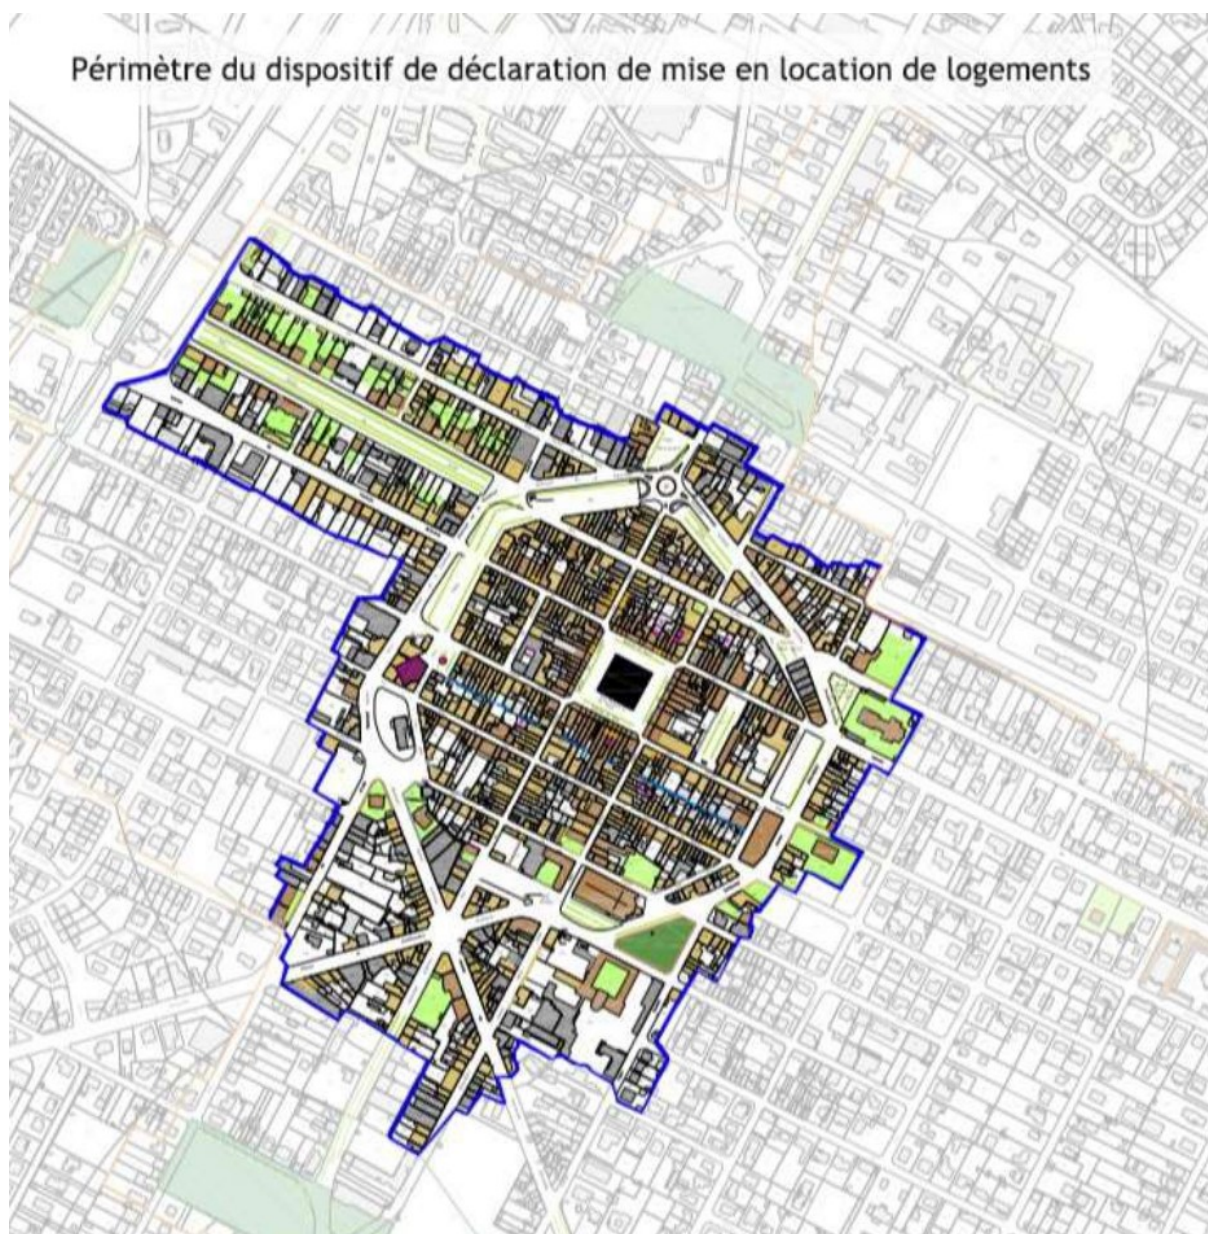 Périmètre du dispositif de déclaration de mise en location de logements